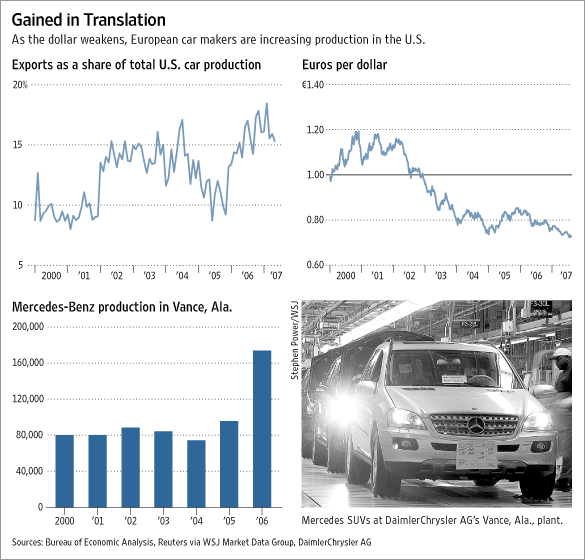 Gained in Translation
As the dollar weakens, European car makers are increasing production in the U.S.
Exports as a share of total U.S. car production
20%
15
10
5
2000 '01 '02 '03 '04 '05 '06 '07
Euros per dollar
€1.40
1.20
1.00
0.80
0.60
2000 '01 '02 '03 '04 '05 '06 '07
Mercedes-Benz production in Vance, Ala.
200,000
160,000
120,000
80,000
40,000
0
2000 '01 '02 '03 '04 '05 '06
Stephen Power/WSJ
Mercedes SUVs at DaimlerChrysler AG's Vance, Ala., plant.
Sources: Bureau of Economic Analysis, Reuters via WSJ Market Data Group, DaimlerChrysler AG